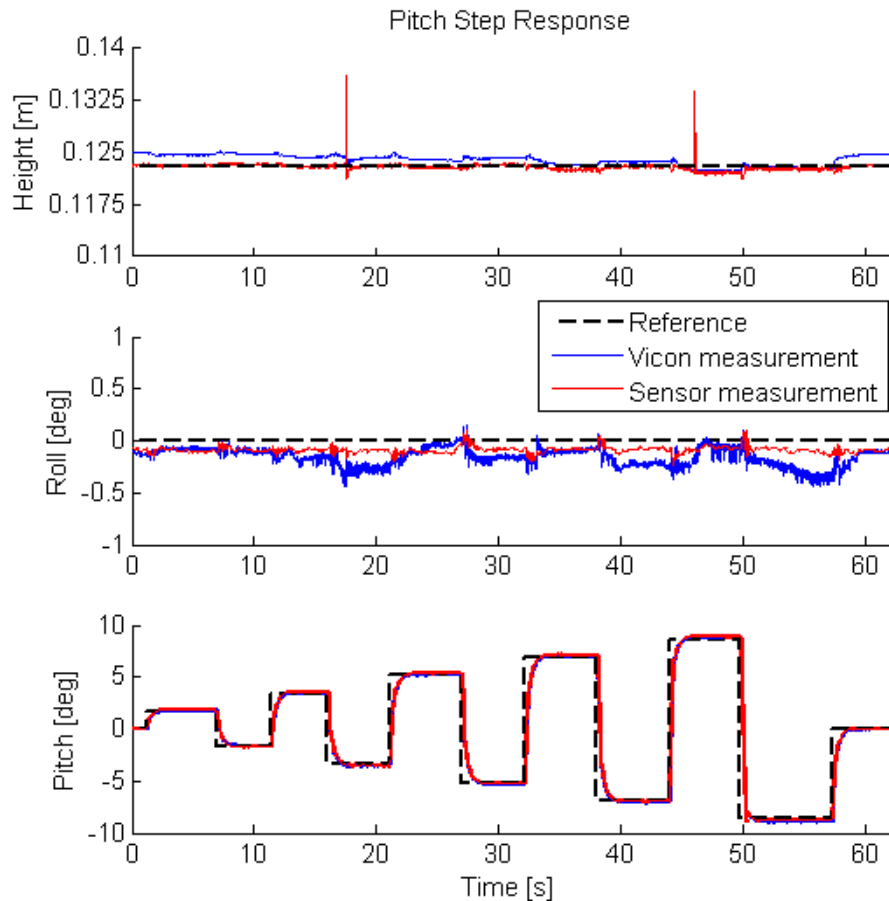 Pitch Step Response
Height [m]
0.14
0.1325
0.125
0.1175
0.11
0 10 20 30 40 50 60
Reference
Vicon measurement
Sensor measurement
Roll [deg]
1
0.5
0
-0.5
-1
0 10 20 30 40 50 60
Pitch [deg]
10
5
0
-5
-10
0 10 20 30 40 50 60
Time [s]